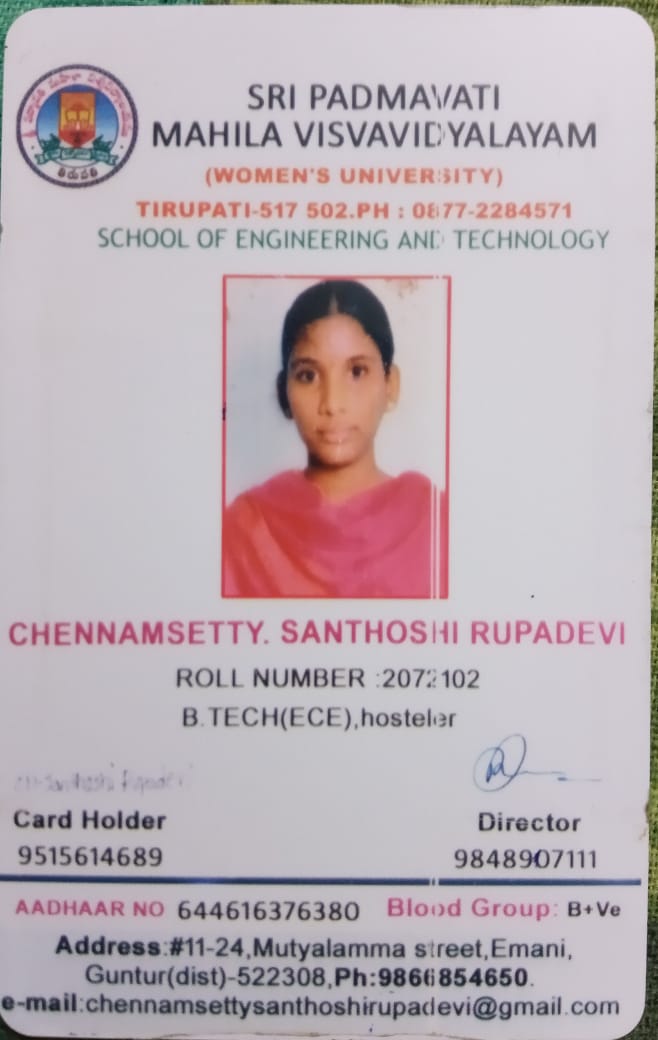 SRI PADMAVATI
MAHILA VISVAVIDYALAYAM
(WOMEN'S UNIVERSITY)
TIRUPATI-517 502.PH : 0877-2284571
SCHOOL OF ENGINEERING AND TECHNOLOGY
తిరుపతి
CHENNAMSETTY. SANTHOSHI RUPADEVI
ROLL NUMBER :2072102
B.TECH(ECE),hosteler
Santhoshi Rupadevi
Card Holder
Director
9515614689
9848907111
AADHAAR NO 644616376380 Blood Group: B+Ve
Address:#11-24,Mutyalamma street,Emani,
Guntur(dist)-522308,Ph:9866854650.
e-mail:chennamsettysanthoshirupadevi@gmail.com